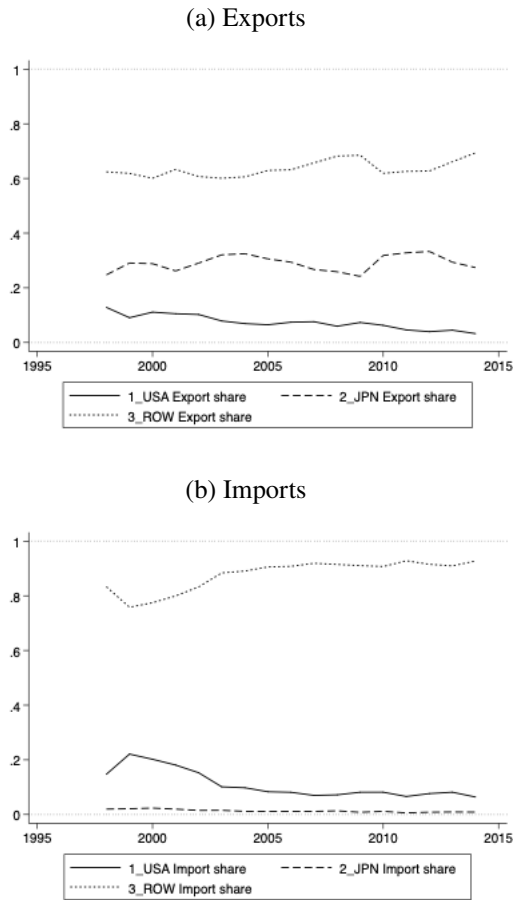 (a) Exports
1
.8
.6
.4
.2
0
1995 2000 2005 2010 2015
1_USA Export share 2_JPN Export share
3_ROW Export share
(b) Imports
1
.8
.6
.4
.2
0
1995 2000 2005 2010 2015
1_USA Import share 2_JPN Import share
3_ROW Import share